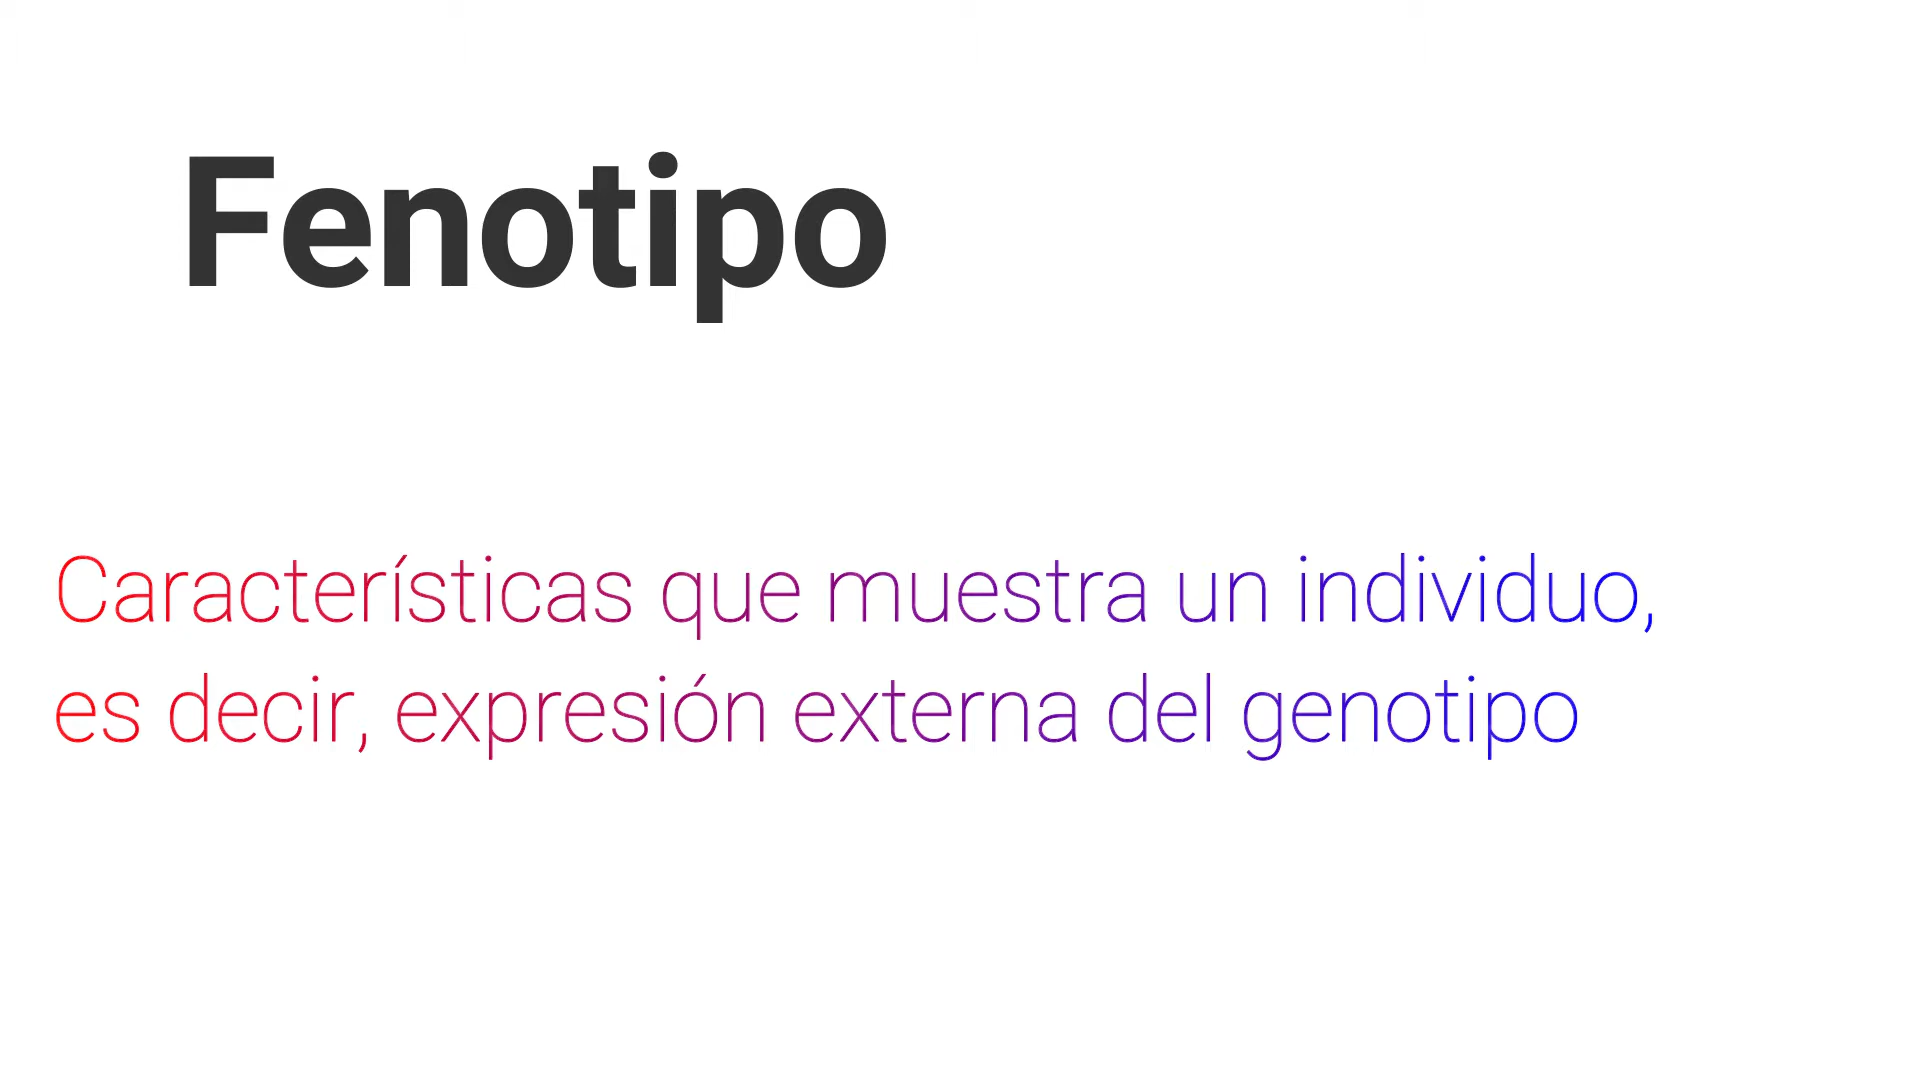 Fenotipo
Características que muestra un individuo,
es decir, expresión externa del genotipo